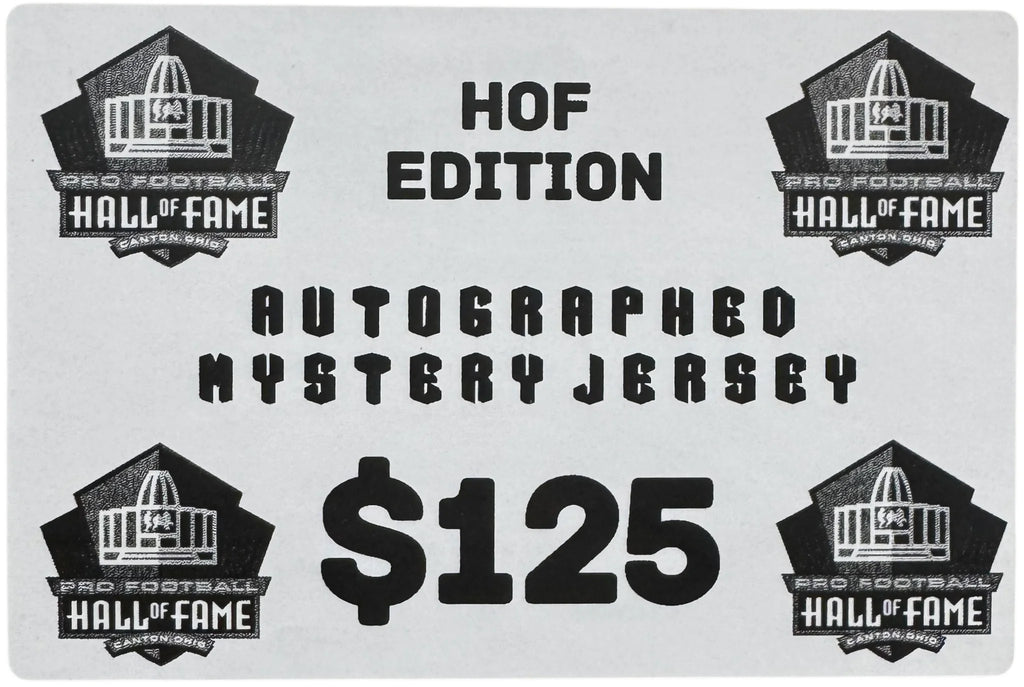 PRO FOOTBALL
HALL OF FAME
CANTON, OHIO
HOF
EDITION
PRO FOOTBALL
HALL OF FAME
CANTON, OHIO
AUTOGRAPHED
MYSTERY JERSEY
$125
PRO FOOTBALL
HALL OF FAME
CANTON, OHIO
PRO FOOTBALL
HALL OF FAME
CANTON, OHIO